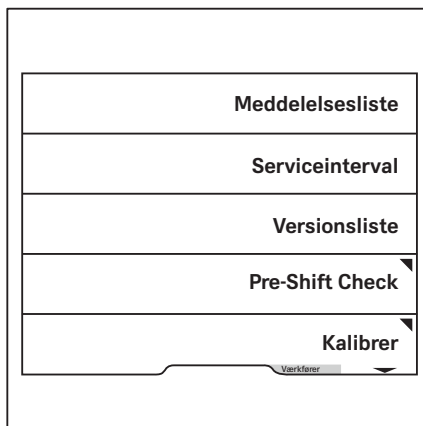 Meddelelsesliste
Serviceinterval
Versionsliste
Pre-Shift Check
Kalibrer
Værkfører